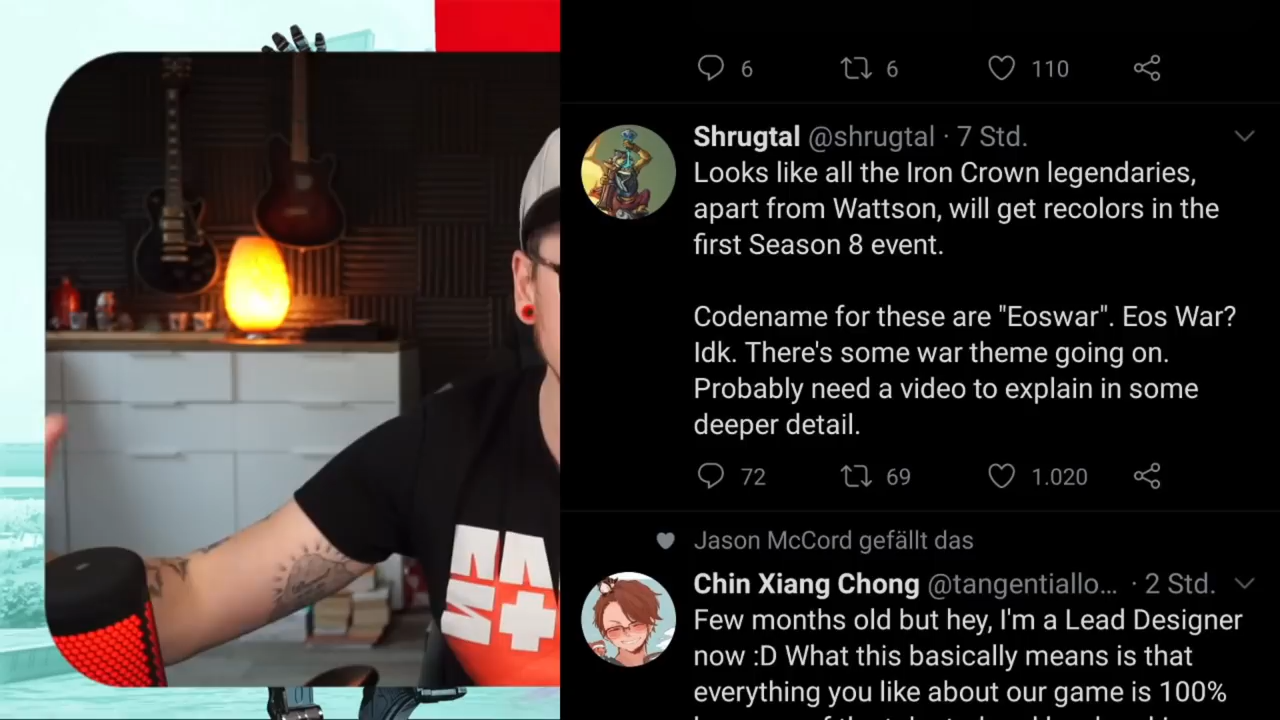 6 6 110
Shrugtal @shrugtal · 7 Std.
Looks like all the Iron Crown legendaries,
apart from Wattson, will get recolors in the
first Season 8 event.
Codename for these are "Eoswar". Eos War?
Idk. There's some war theme going on.
Probably need a video to explain in some
deeper detail.
72 69 1.020
Jason McCord gefällt das
Chin Xiang Chong @tangentiallo... · 2 Std.
Few months old but hey, I'm a Lead Designer
now :D What this basically means is that
everything you like about our game is 100%